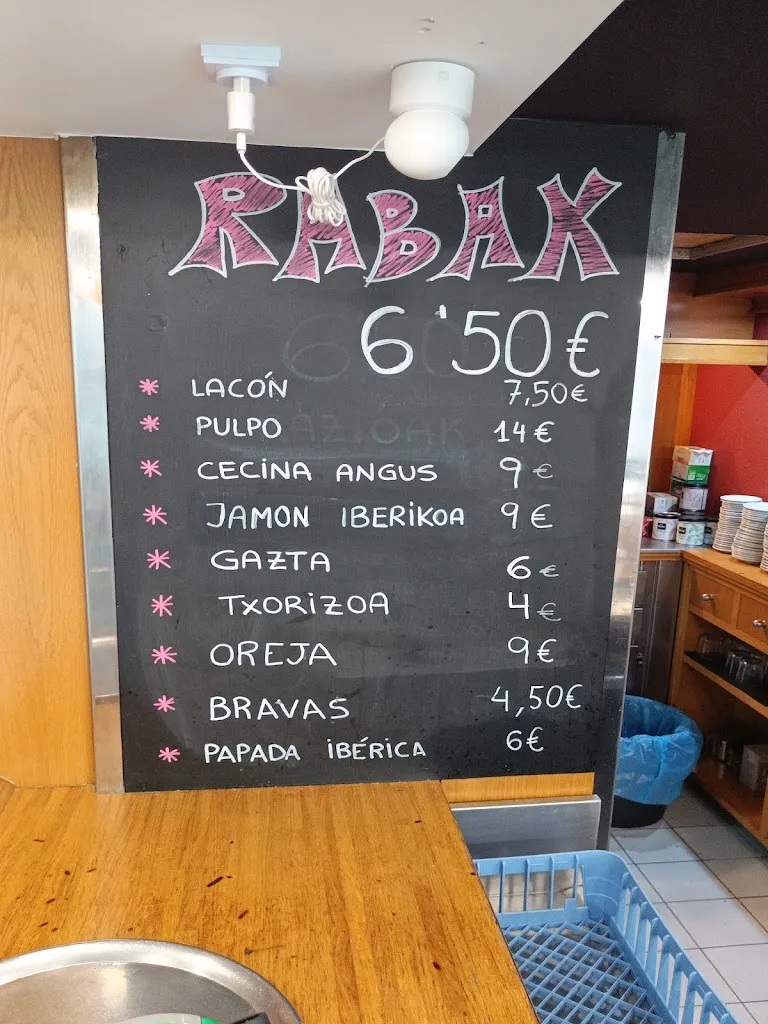 RABAK
6'50€
* LACÓN 7,50€
* PULPO 14€
* CECINA ANGUS 9€
* JAMON IBERIKOA 9€
* GAZTA 6€
* TXORIZOA 4€
* OREJA 9€
* BRAVAS 4,50€
* PAPADA IBÉRICA 6€